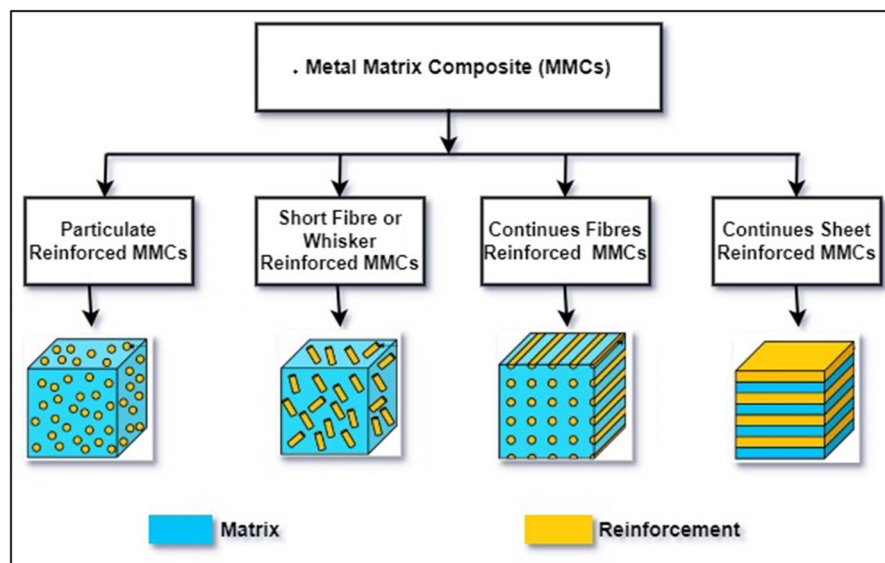 . Metal Matrix Composite (MMCs)
Particulate
Reinforced MMCs
Short Fibre or
Whisker
Reinforced MMCs
Continues Fibres
Reinforced MMCs
Continues Sheet
Reinforced MMCs
Matrix
Reinforcement